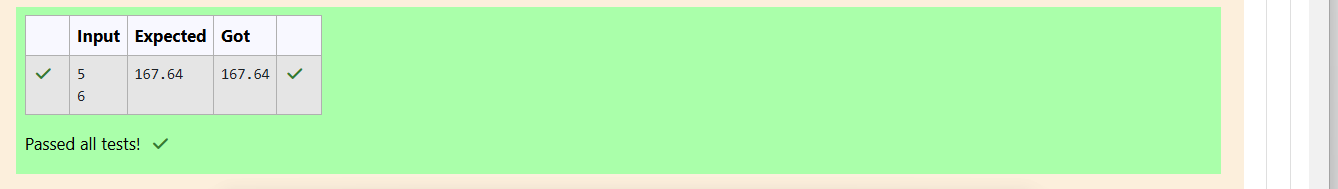 Input Expected Got
5 167.64 167.64
6
Passed all tests!